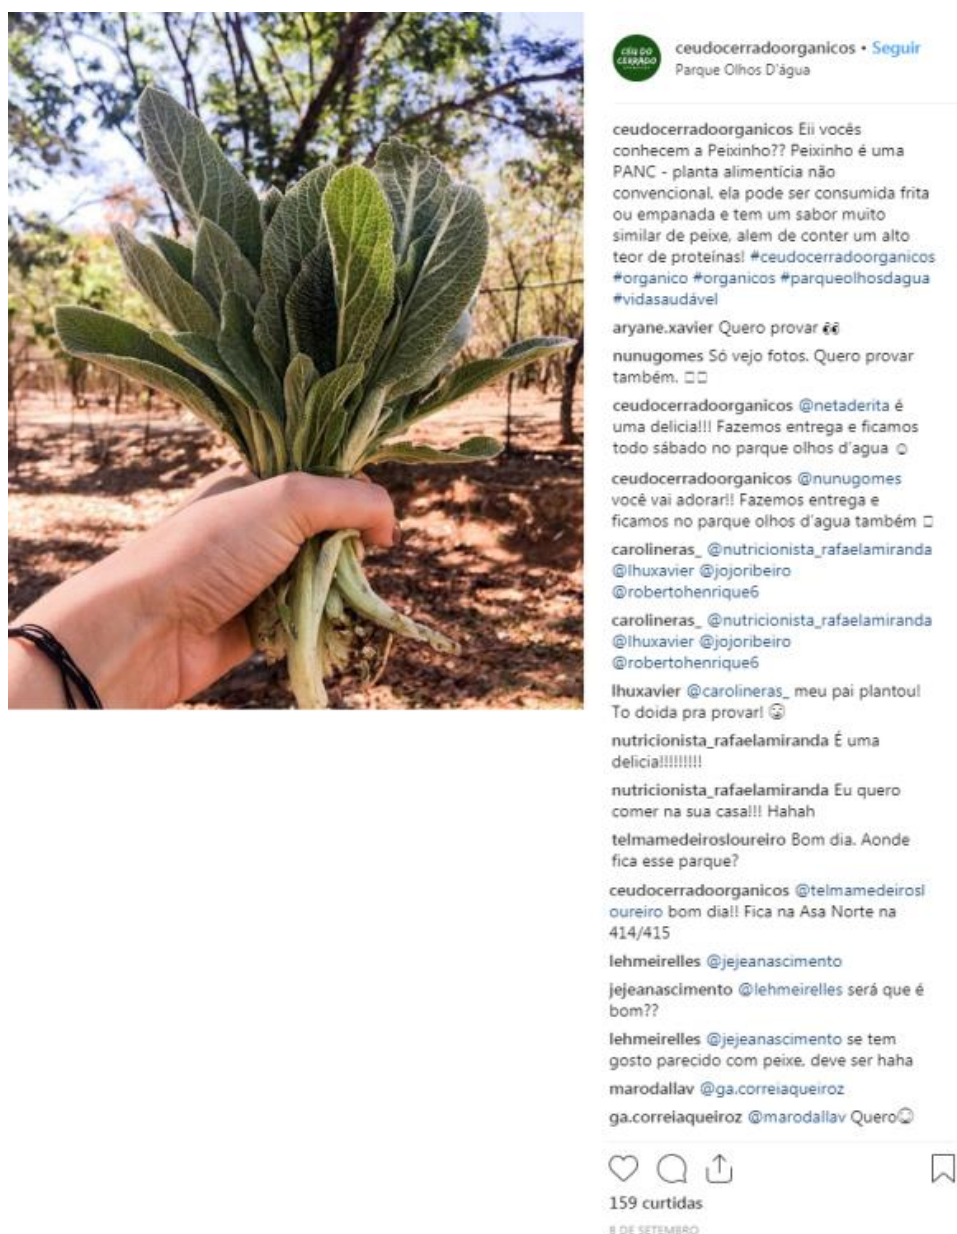 CÉU DO
CERRADO
ceudocerradoorganicos • Seguir
Parque Olhos D'água
ceudocerradoorganicos Eii vocês
conhecem a Peixinho?? Peixinho é uma
PANC - planta alimentícia não
convencional, ela pode ser consumida frita
ou empanada e tem um sabor muito
similar de peixe, alem de conter um alto
teor de proteínas! #ceudocerradoorganicos
#organico #organicos #parqueolhosdagua
#vidasaudável
aryane.xavier Quero provar 👀
nunugomes Só vejo fotos. Quero provar
também. □□
ceudocerradoorganicos @netaderita é
uma delicia!!! Fazemos entrega e ficamos
todo sábado no parque olhos d'agua ☺
ceudocerradoorganicos @nunugomes
você vai adorar!! Fazemos entrega e
ficamos no parque olhos d'agua também □
carolineras_ @nutricionista_rafaelamiranda
@lhuxavier @jojoribeiro
@robertohenrique6
carolineras_ @nutricionista_rafaelamiranda
@lhuxavier @jojoribeiro
@robertohenrique6
lhuxavier @carolineras_ meu pai plantou!
To doida pra provar!
nutricionista_rafaelamiranda É uma
delicia!!!!!!!!!
nutricionista_rafaelamiranda Eu quero
comer na sua casa!!! Hahah
telmamedeirosloureiro Bom dia. Aonde
fica esse parque?
ceudocerradoorganicos @telmamedeirosl
oureiro bom dia!! Fica na Asa Norte na
414/415
lehmeirelles @jejeanascimento
jejeanascimento @lehmeirelles será que é
bom??
lehmeirelles @jejeanascimento se tem
gosto parecido com peixe, deve ser haha
marodallav @ga.correiaqueiroz
ga.correiaqueiroz @marodallav Quero
159 curtidas
8 DE SETEMBRO